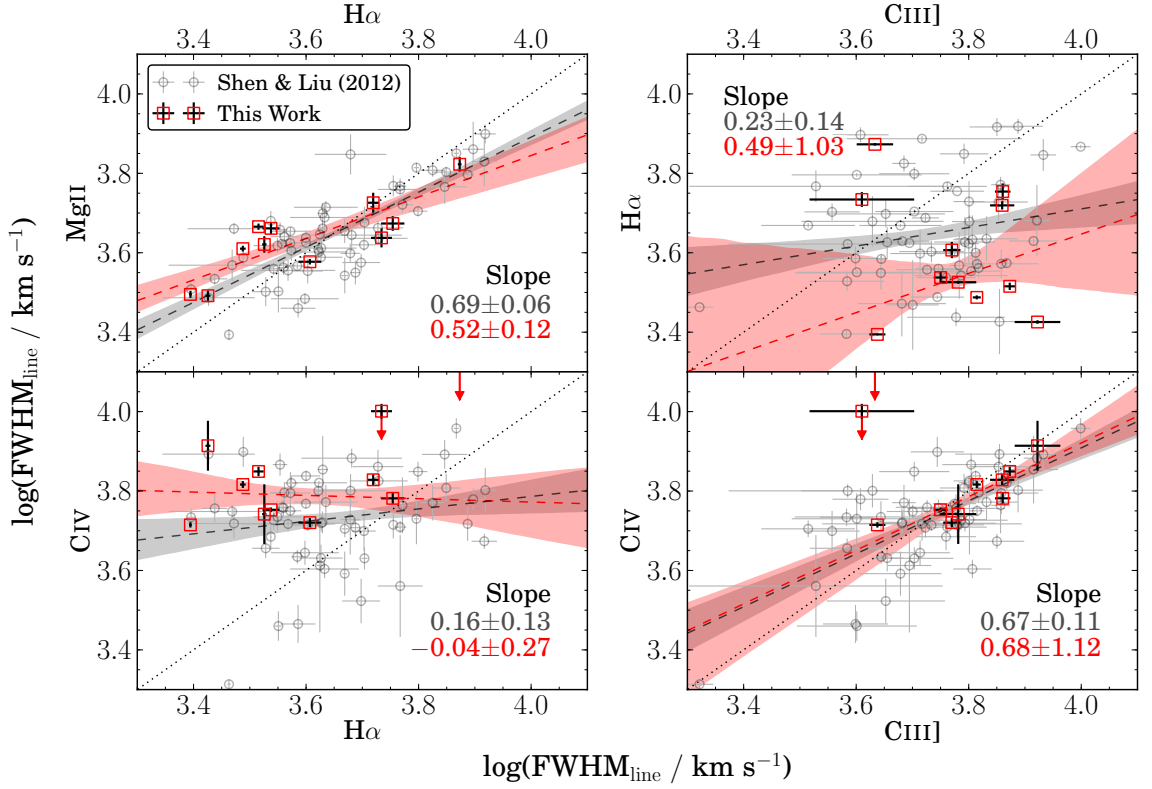 Hα
CIII]
3.4 3.6 3.8 4.0
3.4 3.6 3.8 4.0
Shen & Liu (2012)
This Work
Slope
0.69±0.06
0.52±0.12
4.0
3.8
3.6
3.4
MgII
Slope
0.23±0.14
0.49±1.03
4.0
3.8
3.6
3.4
Hα
log(FWHM_line / km s⁻¹)
4.0
3.8
3.6
3.4
CIV
Slope
0.16±0.13
−0.04±0.27
4.0
3.8
3.6
3.4
CIV
Slope
0.67±0.11
0.68±1.12
3.4 3.6 3.8 4.0
3.4 3.6 3.8 4.0
Hα
CIII]
log(FWHM_line / km s⁻¹)